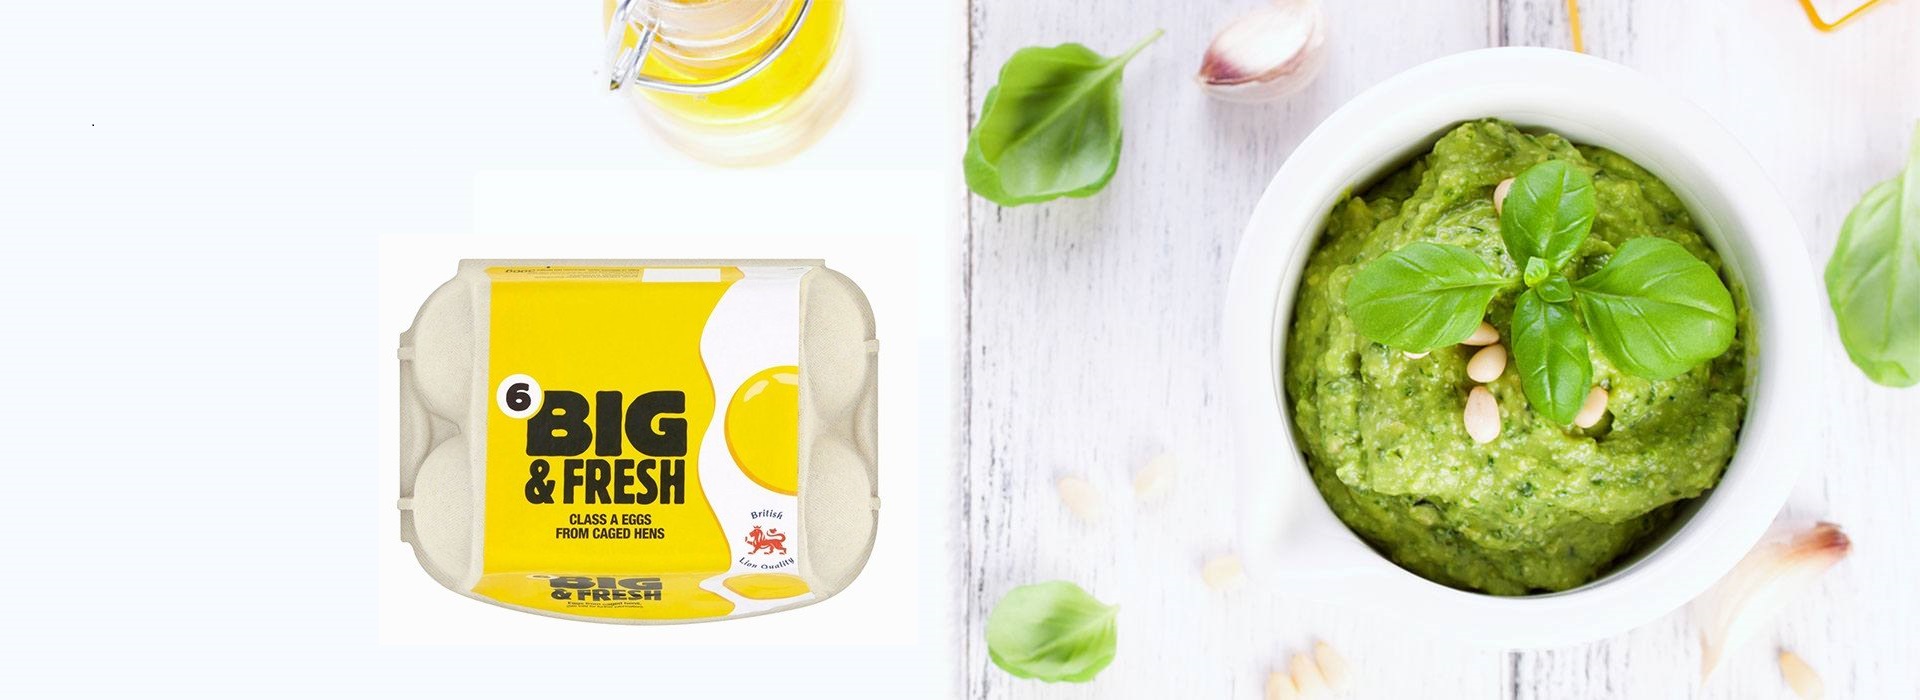 6
BIG
& FRESH
CLASS A EGGS
FROM CAGED HENS
British
Lion Quality
BIG
& FRESH